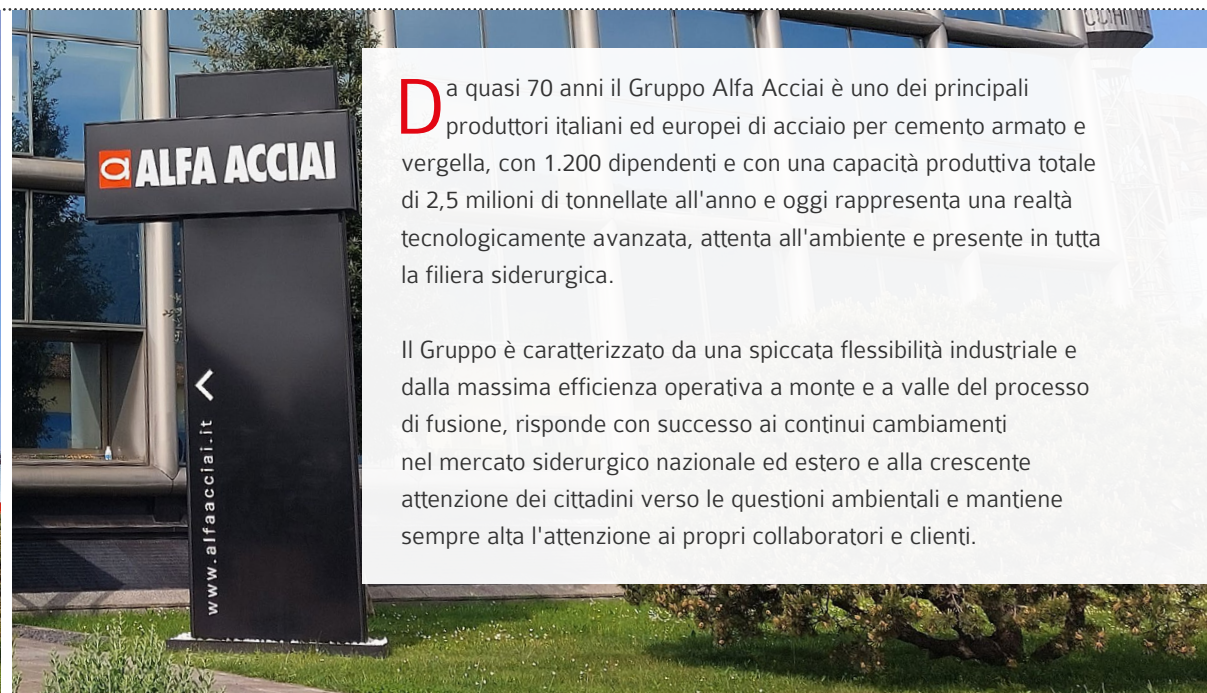 ALFA ACCIAI
www.alfaacciai.it
Da quasi 70 anni il Gruppo Alfa Acciai è uno dei principali
produttori italiani ed europei di acciaio per cemento armato e
vergella, con 1.200 dipendenti e con una capacità produttiva totale
di 2,5 milioni di tonnellate all'anno e oggi rappresenta una realtà
tecnologicamente avanzata, attenta all'ambiente e presente in tutta
la filiera siderurgica.
Il Gruppo è caratterizzato da una spiccata flessibilità industriale e
dalla massima efficienza operativa a monte e a valle del processo
di fusione, risponde con successo ai continui cambiamenti
nel mercato siderurgico nazionale ed estero e alla crescente
attenzione dei cittadini verso le questioni ambientali e mantiene
sempre alta l'attenzione ai propri collaboratori e clienti.